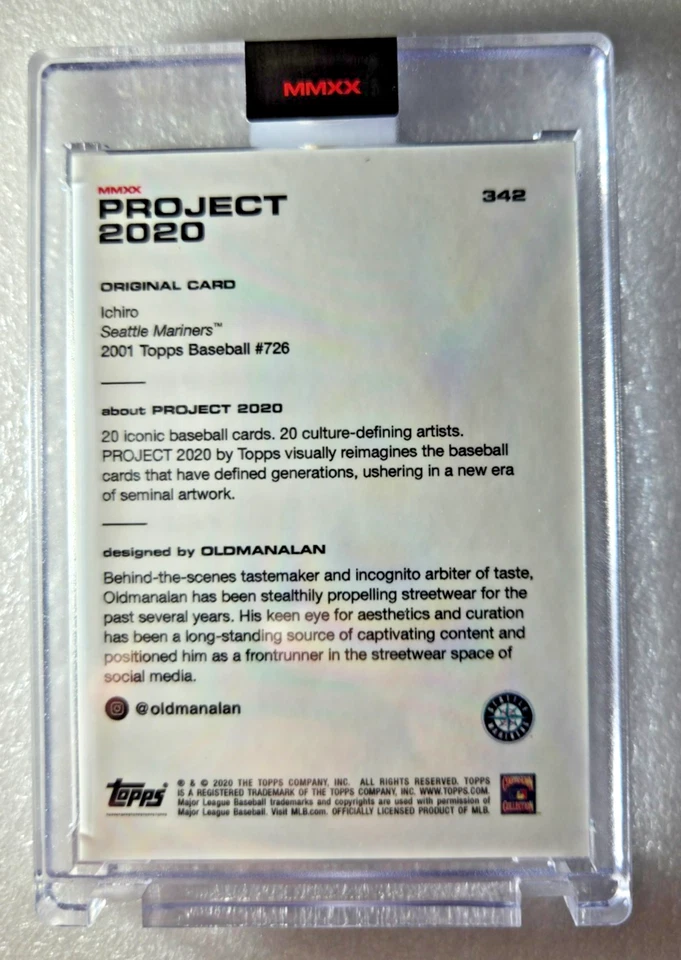 MMXX
MMXX
PROJECT
2020
342
ORIGINAL CARD
Ichiro
Seattle Mariners™
2001 Topps Baseball #726
about PROJECT 2020
20 iconic baseball cards. 20 culture-defining artists.
PROJECT 2020 by Topps visually reimagines the baseball
cards that have defined generations, ushering in a new era
of seminal artwork.
designed by OLDMANALAN
Behind-the-scenes tastemaker and incognito arbiter of taste,
Oldmanalan has been stealthily propelling streetwear for the
past several years. His keen eye for aesthetics and curation
has been a long-standing source of captivating content and
positioned him as a frontrunner in the streetwear space of
social media.
@oldmanalan
SEATTLE
MARINERS
Topps®
® & © 2020 THE TOPPS COMPANY, INC. ALL RIGHTS RESERVED. TOPPS
IS A REGISTERED TRADEMARK OF THE TOPPS COMPANY, INC. WWW.TOPPS.COM.
Major League Baseball trademarks and copyrights are used with permission of
Major League Baseball. Visit MLB.com. OFFICIALLY LICENSED PRODUCT OF MLB.
COOPERSTOWN
COLLECTION